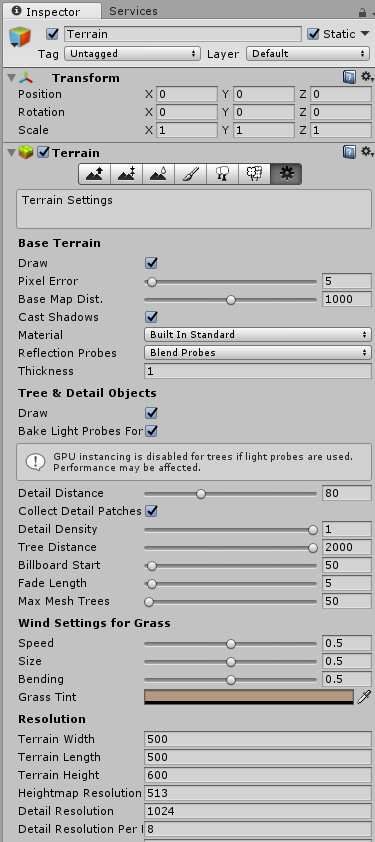 Inspector Services
Terrain Static
Tag Untagged Layer Default
Transform
Position X 0 Y 0 Z 0
Rotation X 0 Y 0 Z 0
Scale X 1 Y 1 Z 1
Terrain
Terrain Settings
Base Terrain
Draw
Pixel Error 5
Base Map Dist. 1000
Cast Shadows
Material Built In Standard
Reflection Probes Blend Probes
Thickness 1
Tree & Detail Objects
Draw
Bake Light Probes For
GPU instancing is disabled for trees if light probes are used.
Performance may be affected.
Detail Distance 80
Collect Detail Patches
Detail Density 1
Tree Distance 2000
Billboard Start 50
Fade Length 5
Max Mesh Trees 50
Wind Settings for Grass
Speed 0.5
Size 0.5
Bending 0.5
Grass Tint
Resolution
Terrain Width 500
Terrain Length 500
Terrain Height 600
Heightmap Resolution 513
Detail Resolution 1024
Detail Resolution Per 8